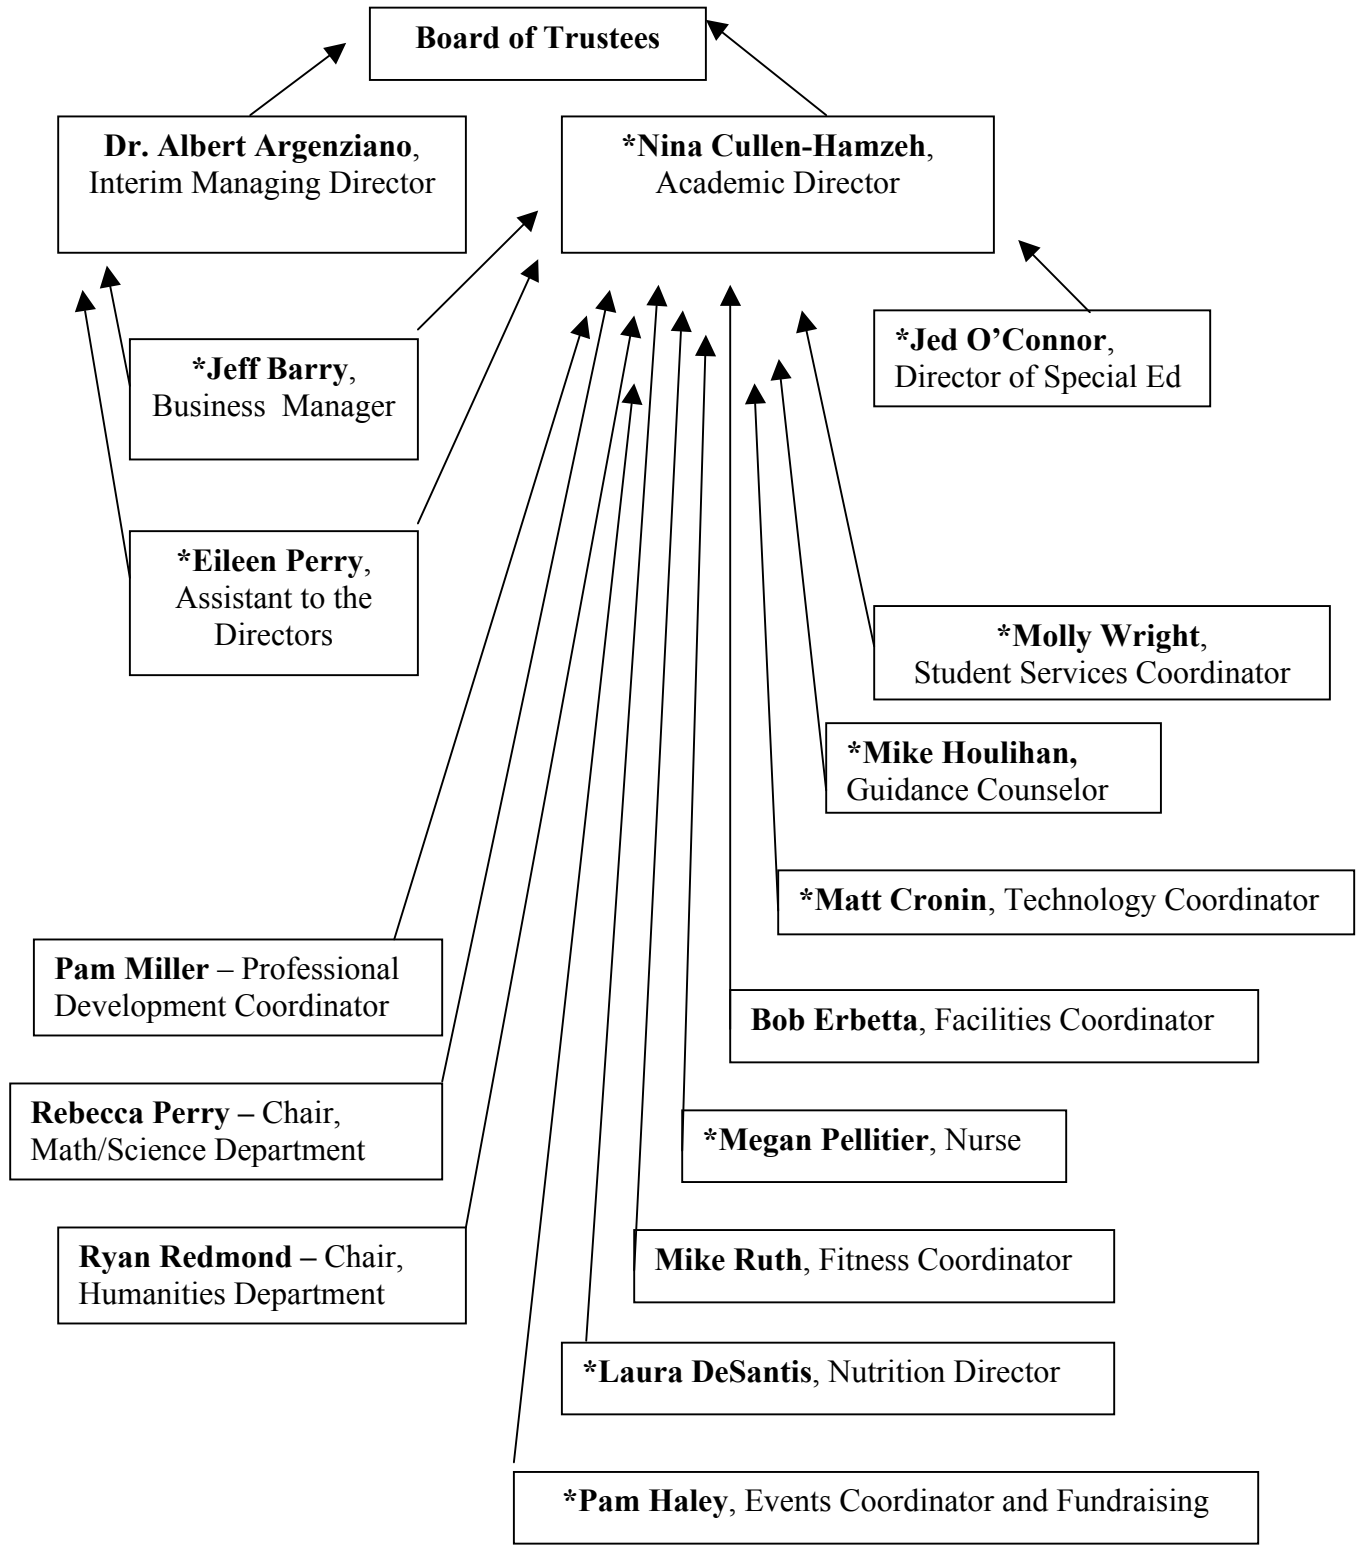 Board of Trustees
Dr. Albert Argenziano,
Interim Managing Director
*Nina Cullen-Hamzeh,
Academic Director
*Jed O’Connor,
Director of Special Ed
*Jeff Barry,
Business Manager
*Eileen Perry,
Assistant to the
Directors
*Molly Wright,
Student Services Coordinator
*Mike Houlihan,
Guidance Counselor
*Matt Cronin, Technology Coordinator
Pam Miller – Professional
Development Coordinator
Bob Erbetta, Facilities Coordinator
Rebecca Perry – Chair,
Math/Science Department
*Megan Pellitier, Nurse
Ryan Redmond – Chair,
Humanities Department
Mike Ruth, Fitness Coordinator
*Laura DeSantis, Nutrition Director
*Pam Haley, Events Coordinator and Fundraising